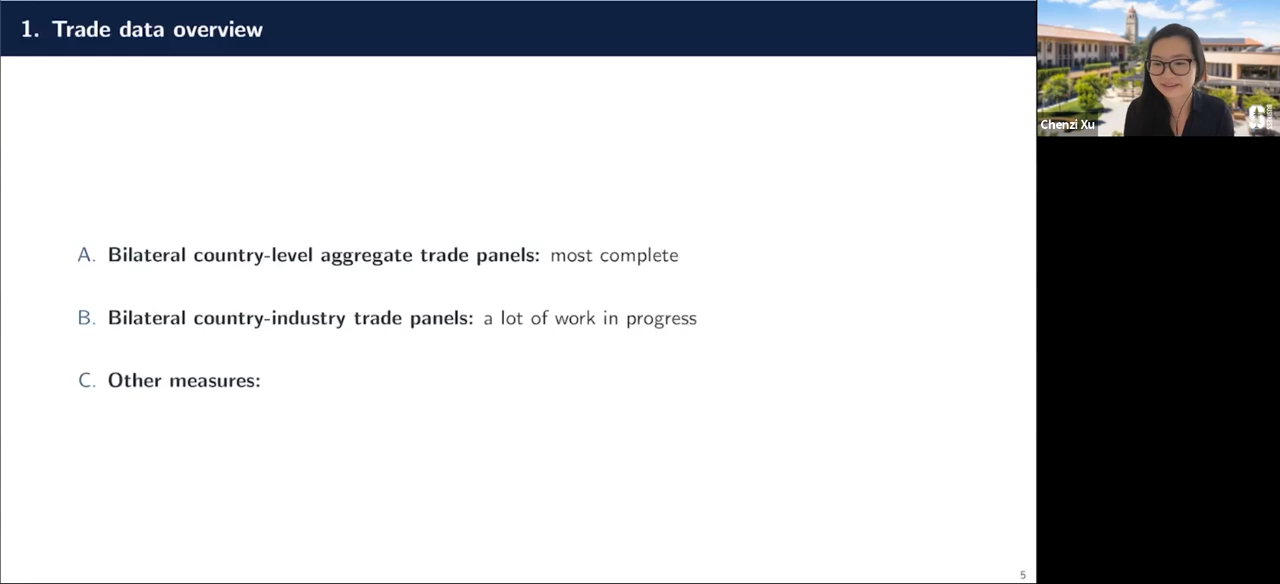 1. Trade data overview
A. Bilateral country-level aggregate trade panels: most complete
B. Bilateral country-industry trade panels: a lot of work in progress
C. Other measures:
5
Chenzi Xu